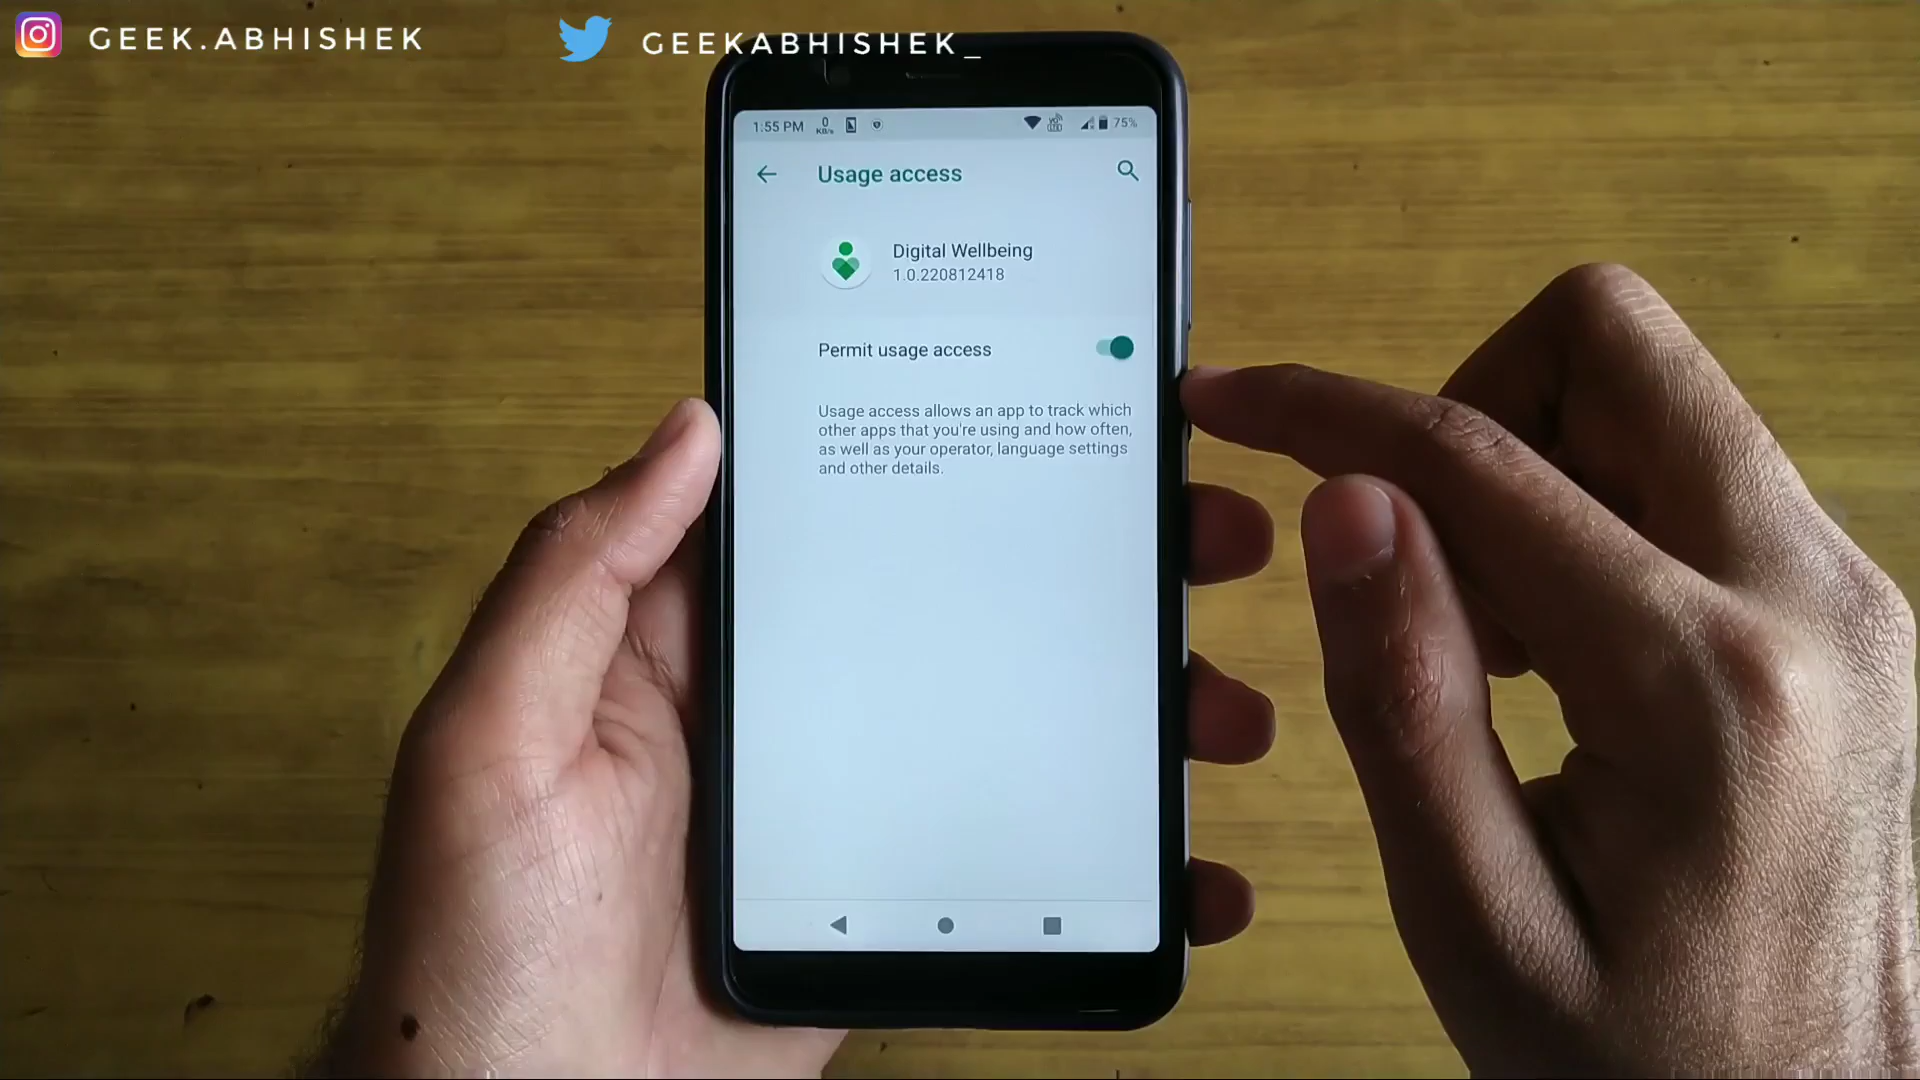 GEEK.ABHISHEK
GEEKABHISHEK_
1:55 PM 0 KB/s 75%
Usage access
Digital Wellbeing
1.0.220812418
Permit usage access
Usage access allows an app to track which
other apps that you're using and how often,
as well as your operator, language settings
and other details.